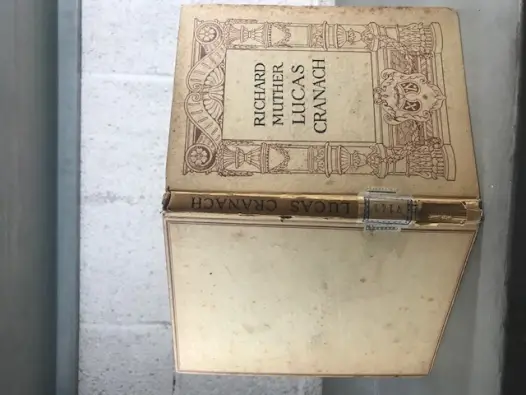 RICHARD
MUTHER
LUCAS
CRANACH
LUCAS CRANACH